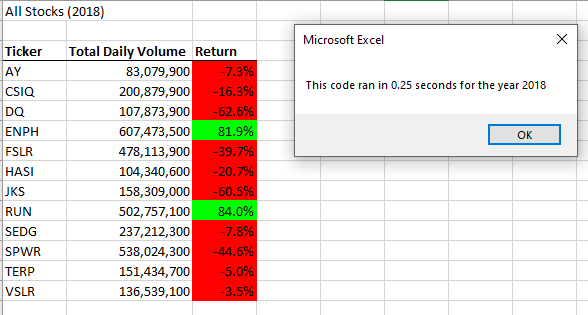 All Stocks (2018)
Microsoft Excel
This code ran in 0.25 seconds for the year 2018
OK
Ticker Total Daily Volume Return
AY 83,079,900 -7.3%
CSIQ 200,879,900 -16.3%
DQ 107,873,900 -62.6%
ENPH 607,473,500 81.9%
FSLR 478,113,900 -39.7%
HASI 104,340,600 -20.7%
JKS 158,309,000 -60.5%
RUN 502,757,100 84.0%
SEDG 237,212,300 -7.8%
SPWR 538,024,300 -44.6%
TERP 151,434,700 -5.0%
VSLR 136,539,100 -3.5%